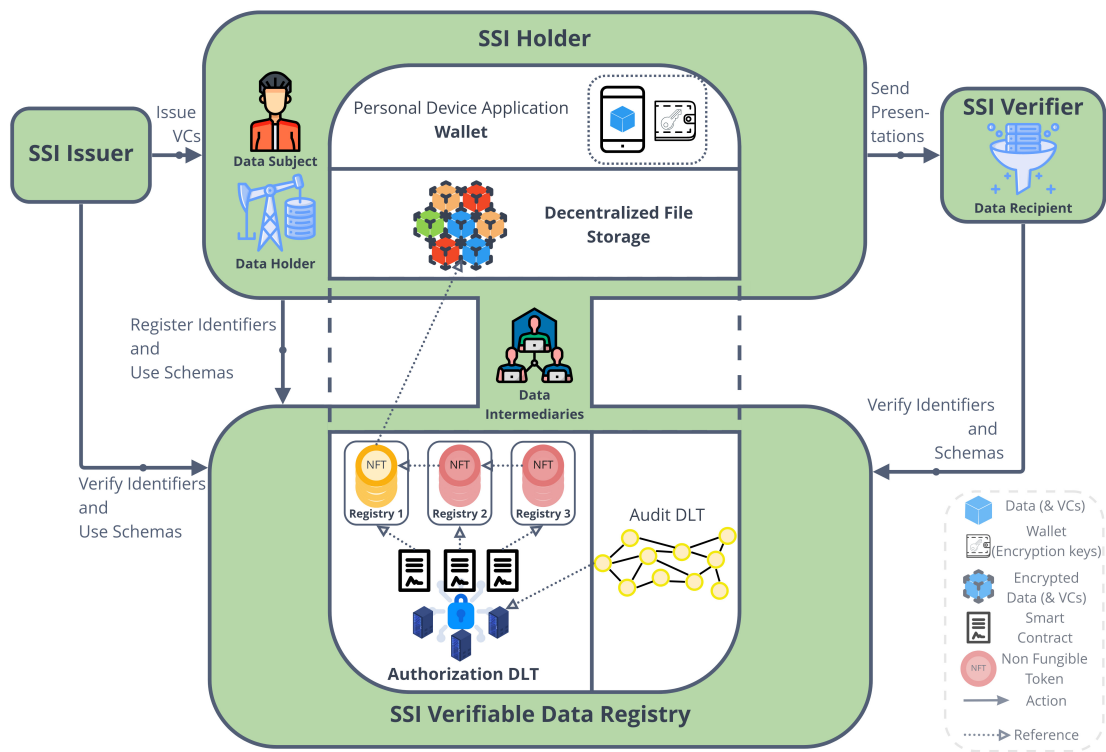 SSI Holder
Issue
VCs
SSI Issuer
Data Subject
Data Holder
Personal Device Application
Wallet
Decentralized File
Storage
Send
Presen-
tations
SSI Verifier
Data Recipient
Register Identifiers
and
Use Schemas
Data
Intermediaries
Verify Identifiers
and
Schemas
Verify Identifiers
and
Use Schemas
NFT
NFT
NFT
Registry 1
Registry 2
Registry 3
Audit DLT
Authorization DLT
SSI Verifiable Data Registry
Data (& VCs)
Wallet
(Encryption keys)
Encrypted
Data (& VCs)
Smart
Contract
NFT
Non Fungible
Token
Action
Reference